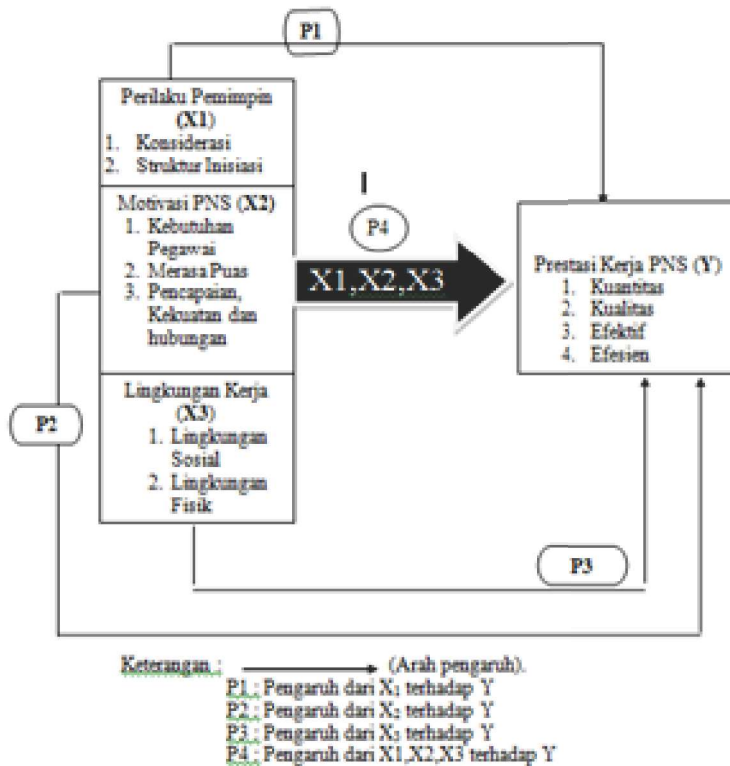 P1
Perilaku Pemimpin
(X1)
1. Konsiderasi
2. Struktur Inisiasi
Motivasi PNS (X2)
1. Kebutuhan
Pegawai
2. Merasa Puas
3. Pencapaian,
Kekuatan dan
hubungan
Lingkungan Kerja
(X3)
1. Lingkungan
Sosial
2. Lingkungan
Fisik
P2
P4
X1,X2,X3
Prestasi Kerja PNS (Y)
1. Kuantitas
2. Kualitas
3. Efektif
4. Efesien
P3
Keterangan : (Arah pengaruh).
P1 : Pengaruh dari X₁ terhadap Y
P2 : Pengaruh dari X₂ terhadap Y
P3 : Pengaruh dari X₃ terhadap Y
P4 : Pengaruh dari X1,X2,X3 terhadap Y